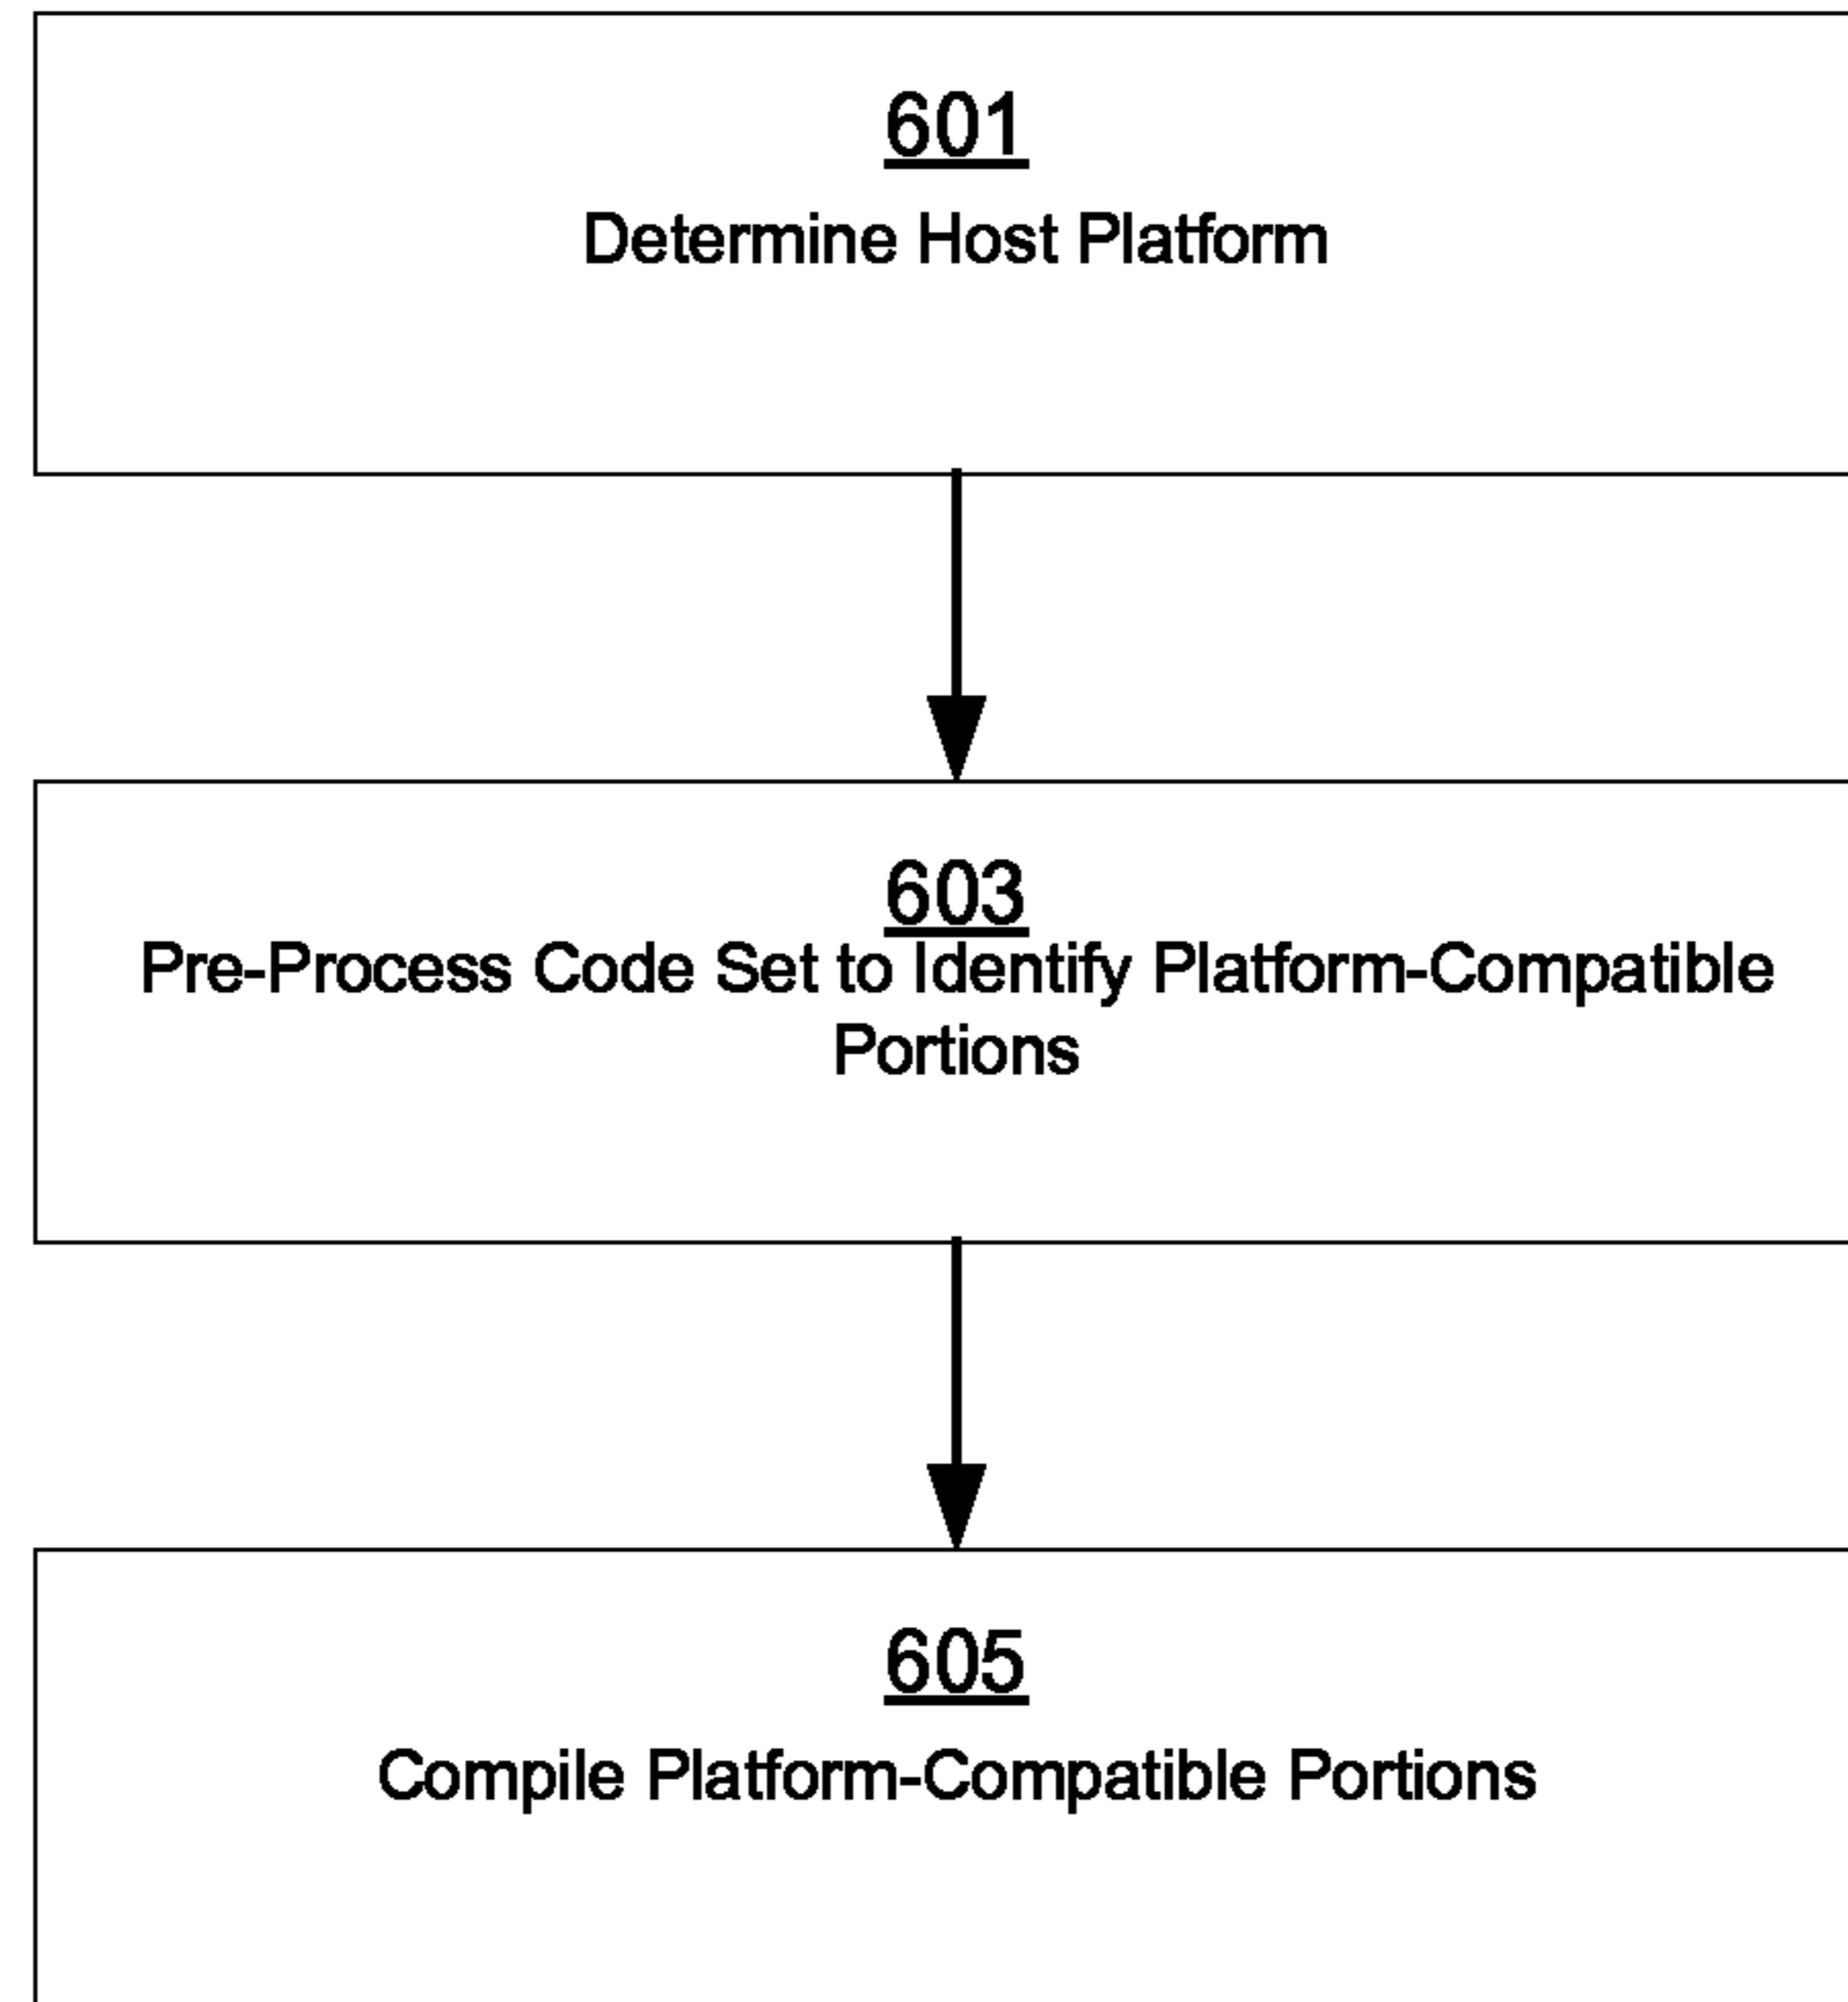 601
Determine Host Platform
603
Pre-Process Code Set to Identify Platform-Compatible
Portions
605
Compile Platform-Compatible Portions